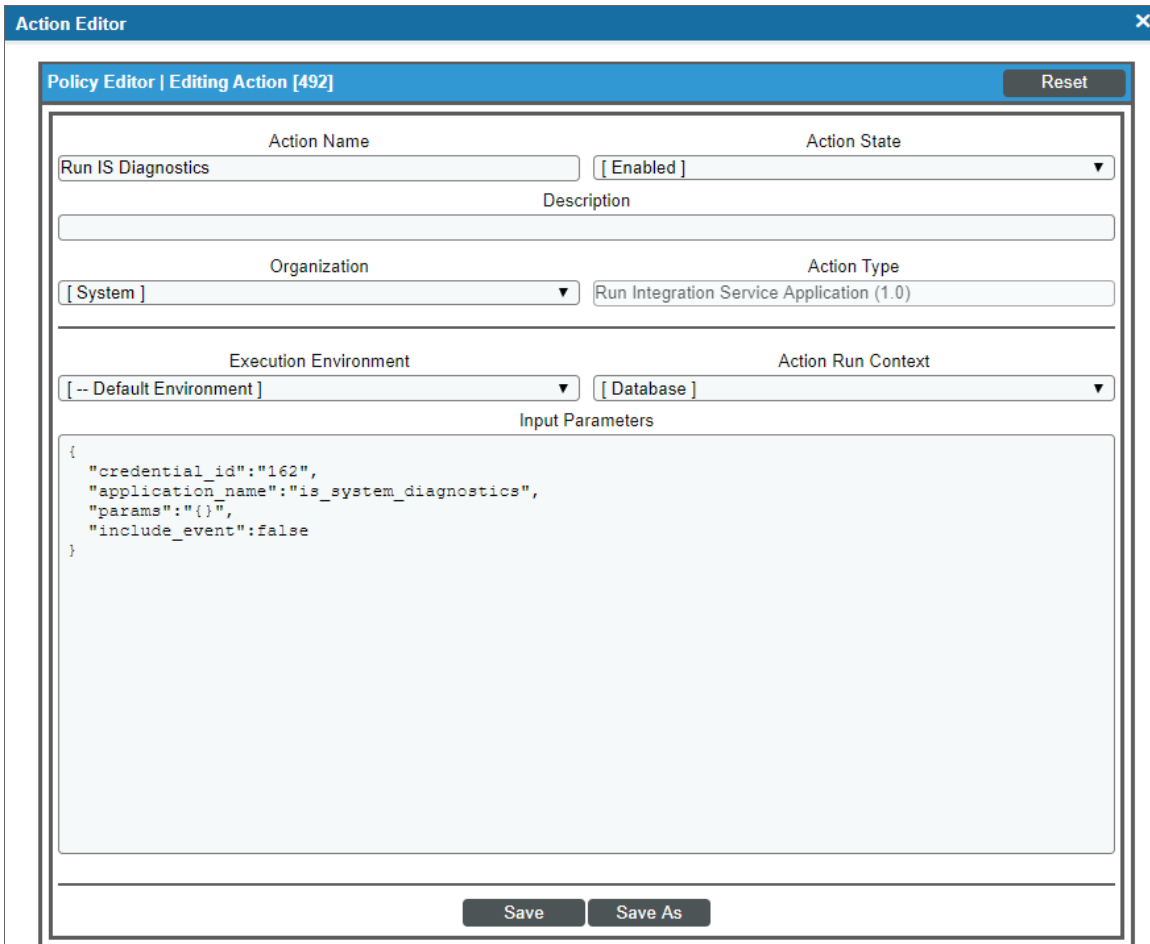 Action Editor
Policy Editor | Editing Action [492]
Reset
Action Name
Action State
Run IS Diagnostics
[ Enabled ]
Description
Organization
Action Type
[ System ]
Run Integration Service Application (1.0)
Execution Environment
Action Run Context
[ -- Default Environment ]
[ Database ]
Input Parameters
{
  "credential_id":"162",
  "application_name":"is_system_diagnostics",
  "params":"{}",
  "include_event":false
}
Save
Save As